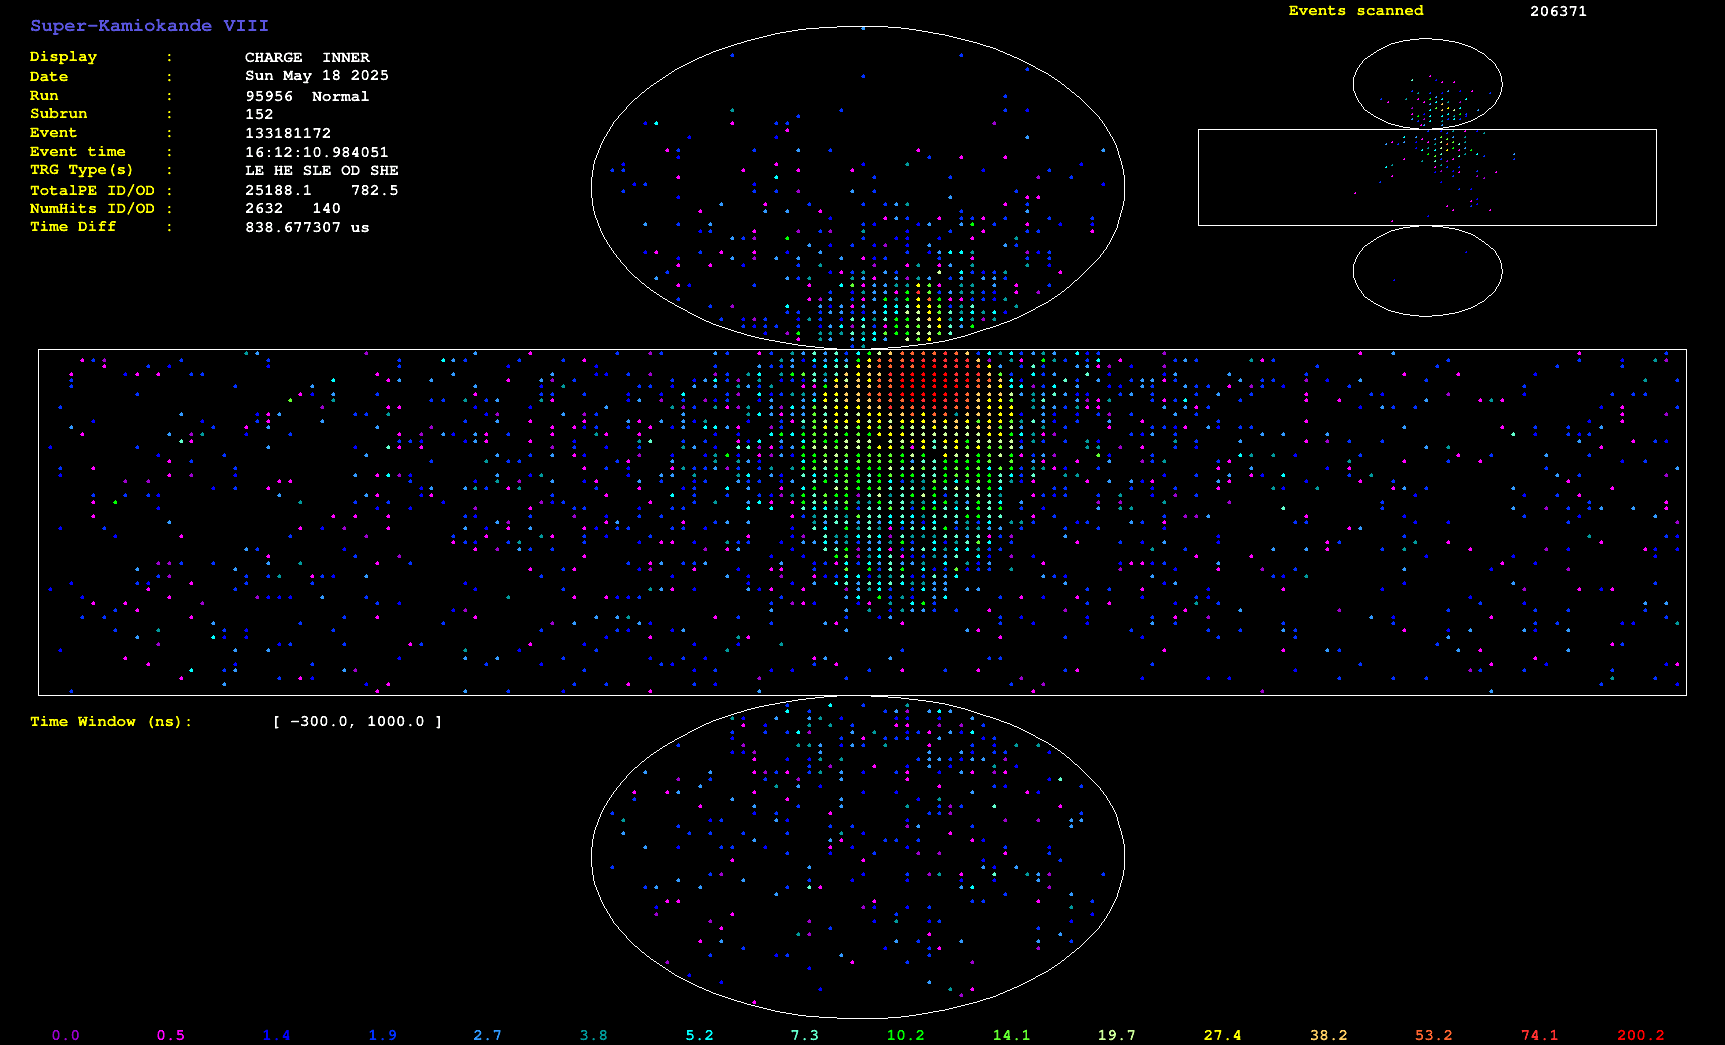 Super-Kamiokande VIII
Events scanned 206371
Display : CHARGE INNER
Date : Sun May 18 2025
Run : 95956 Normal
Subrun : 152
Event : 133181172
Event time : 16:12:10.984051
TRG Type(s) : LE HE SLE OD SHE
TotalPE ID/OD : 25188.1 782.5
NumHits ID/OD : 2632 140
Time Diff : 838.677307 us
Time Window (ns): [ -300.0, 1000.0 ]
0.0 0.5 1.4 1.9 2.7 3.8 5.2 7.3 10.2 14.1 19.7 27.4 38.2 53.2 74.1 200.2